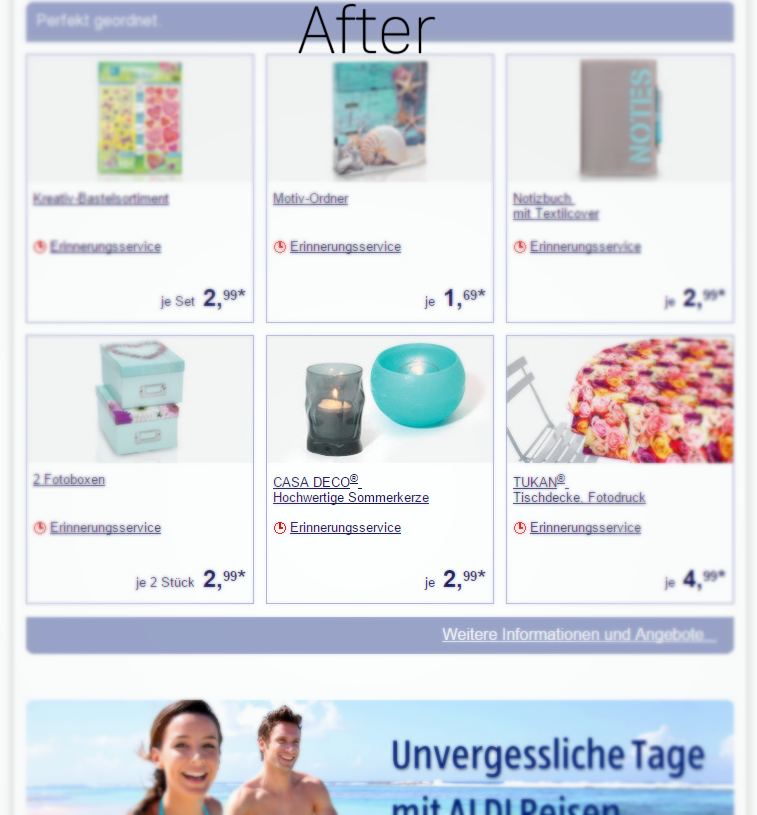 After
Perfekt geordnet.
NOTES
Kreativ-Bastelsortiment
Motiv-Ordner
Notizbuch
mit Textilcover
Erinnerungsservice
Erinnerungsservice
Erinnerungsservice
je Set 2,99*
je 1,69*
je 2,99*
2 Fotoboxen
CASA DECO®
Hochwertige Sommerkerze
TUKAN®
Tischdecke, Fotodruck
Erinnerungsservice
Erinnerungsservice
Erinnerungsservice
je 2 Stück 2,99*
je 2,99*
je 4,99*
Weitere Informationen und Angebote...
Unvergessliche Tage
mit ALDI Reisen